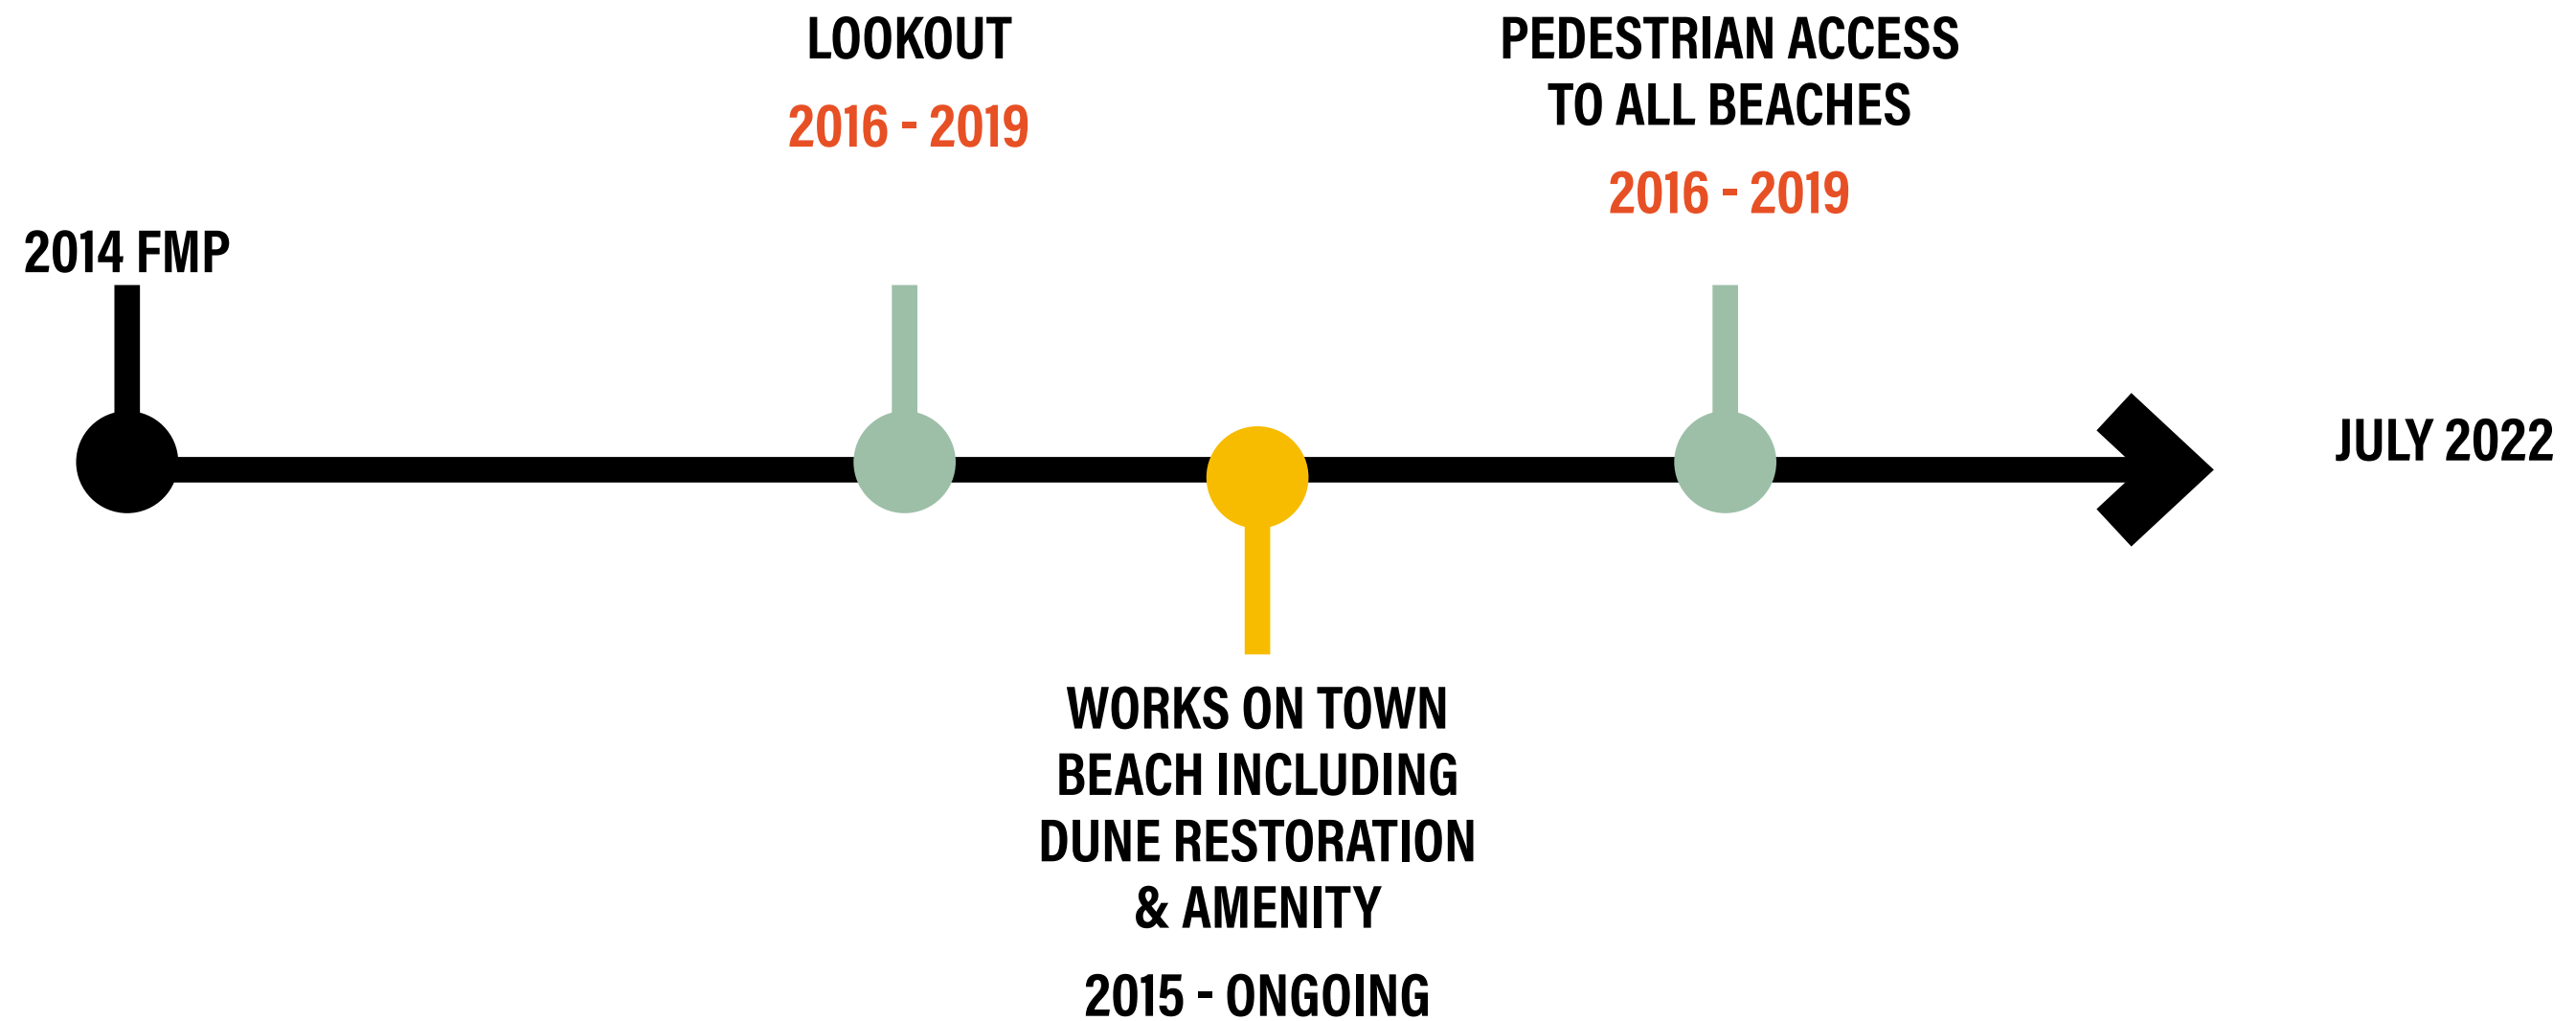 2014 FMP
LOOKOUT
2016 - 2019
WORKS ON TOWN
BEACH INCLUDING
DUNE RESTORATION
& AMENITY
2015 - ONGOING
PEDESTRIAN ACCESS
TO ALL BEACHES
2016 - 2019
JULY 2022